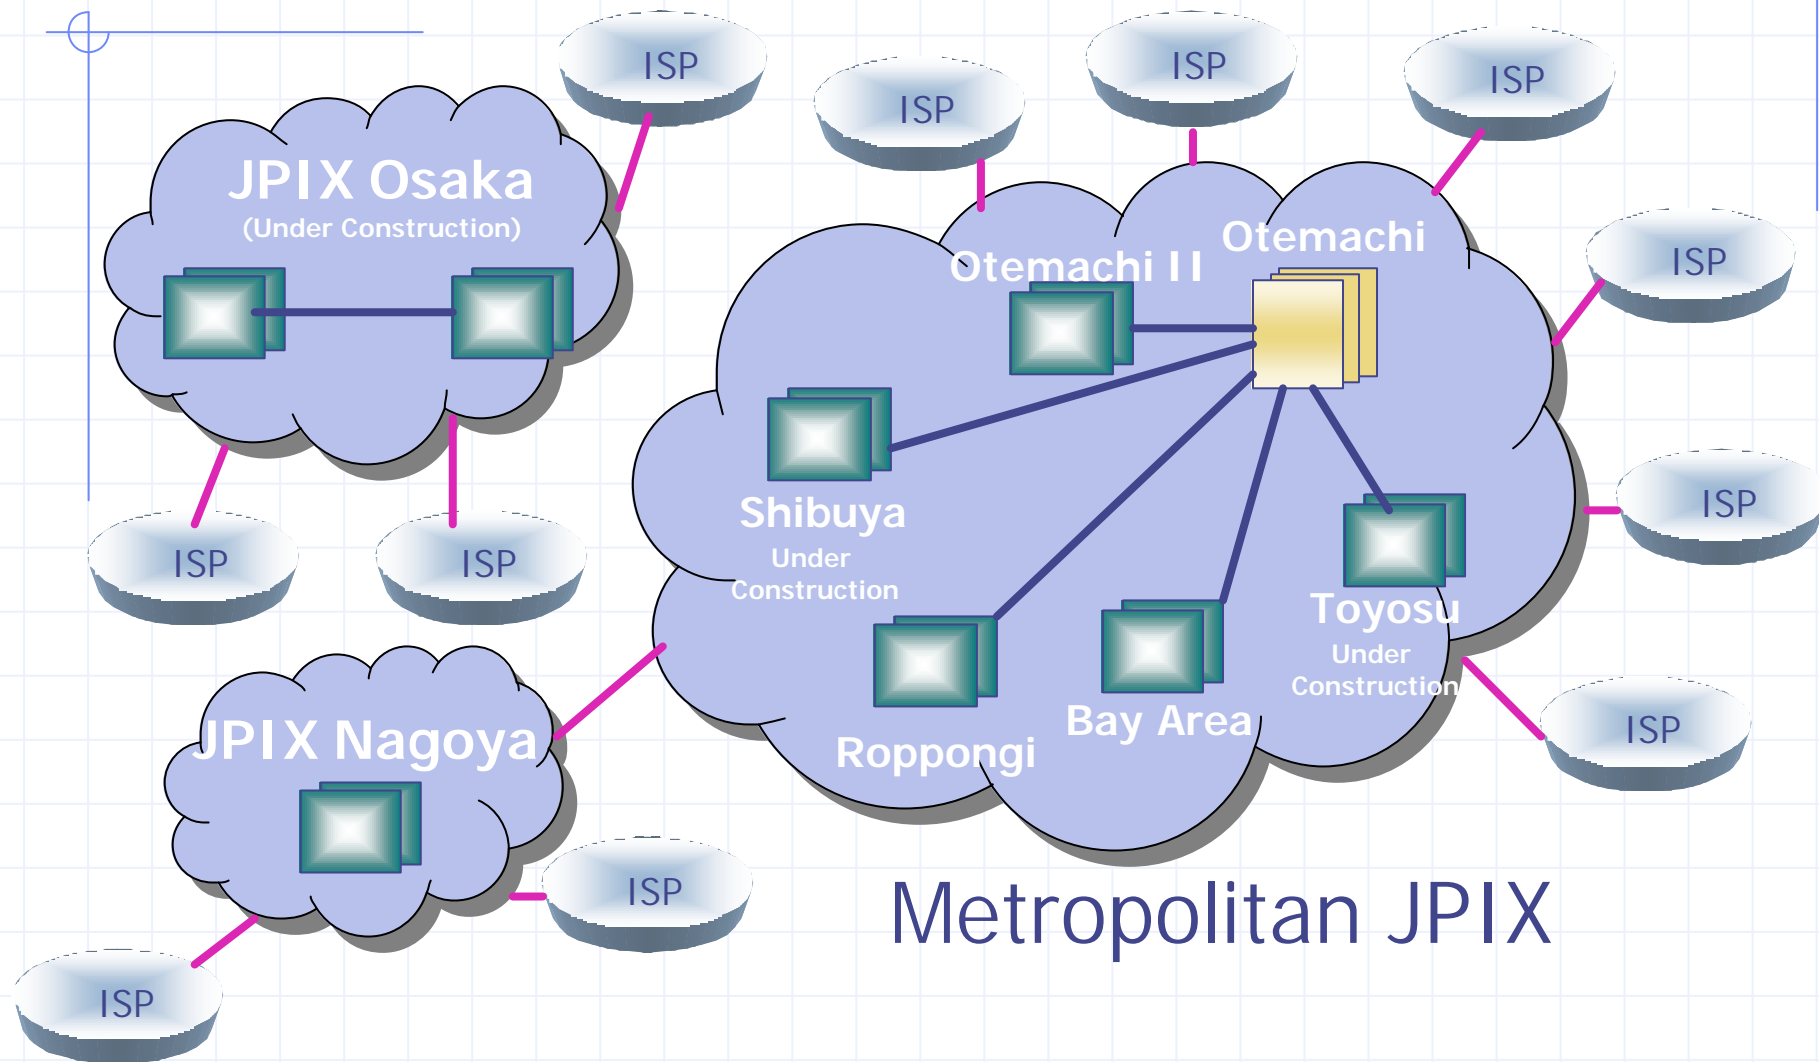 ISP
ISP
ISP
ISP
JPIX Osaka
(Under Construction)
Otemachi II
Otemachi
ISP
ISP
Shibuya
Under
Construction
ISP
ISP
Toyosu
Under
Construction
Roppongi
Bay Area
ISP
JPIX Nagoya
ISP
ISP
Metropolitan JPIX